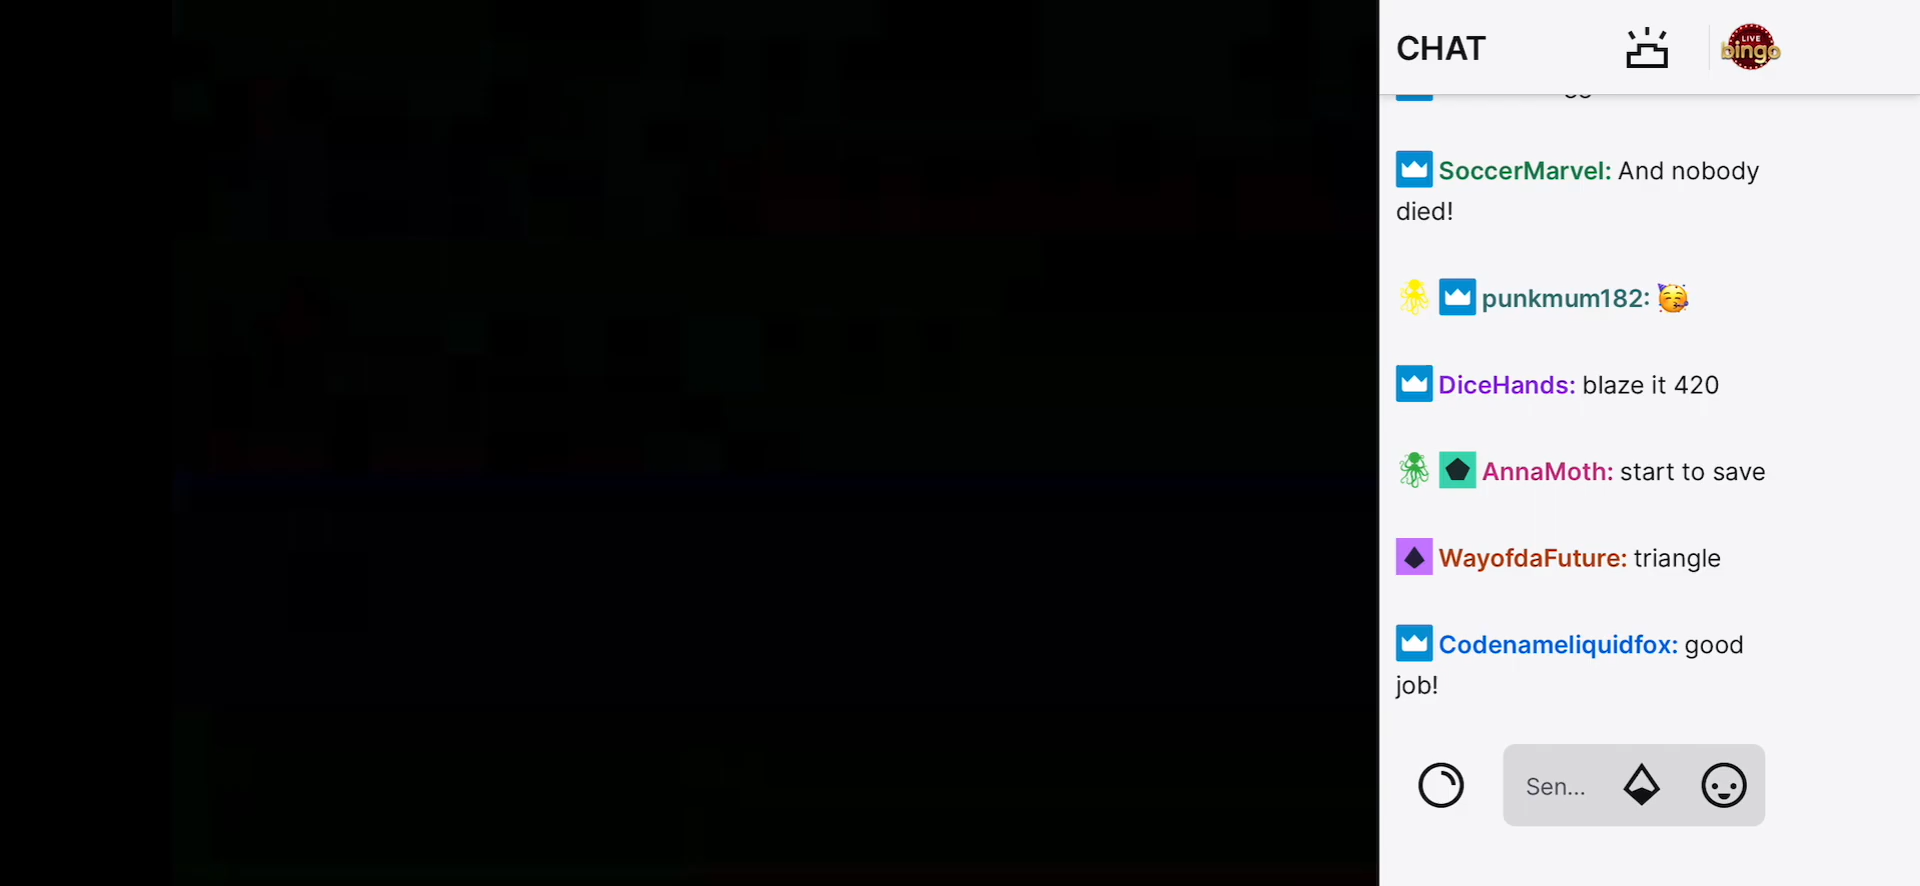 CHAT
LIVE
bingo
SoccerMarvel: And nobody
died!
punkmum182: 🥳
DiceHands: blaze it 420
AnnaMoth: start to save
WayofdaFuture: triangle
Codenameliquidfox: good
job!
Sen...